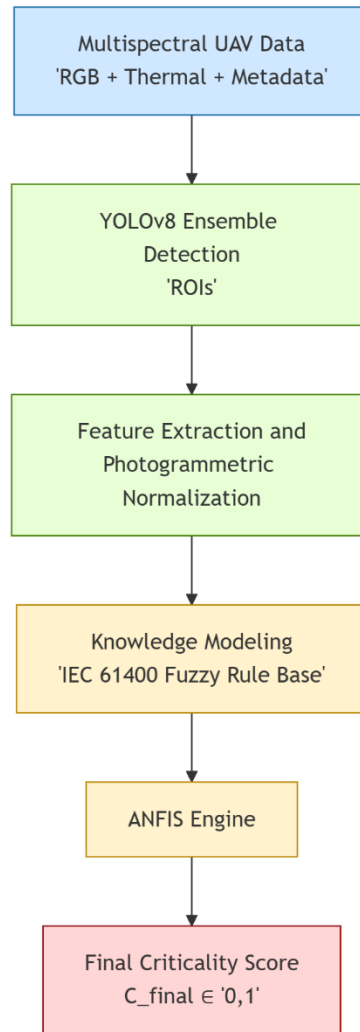 Multispectral UAV Data
'RGB + Thermal + Metadata'
YOLOv8 Ensemble
Detection
'ROIs'
Feature Extraction and
Photogrammetric
Normalization
Knowledge Modeling
'IEC 61400 Fuzzy Rule Base'
ANFIS Engine
Final Criticality Score
C_final ∈ '0,1'